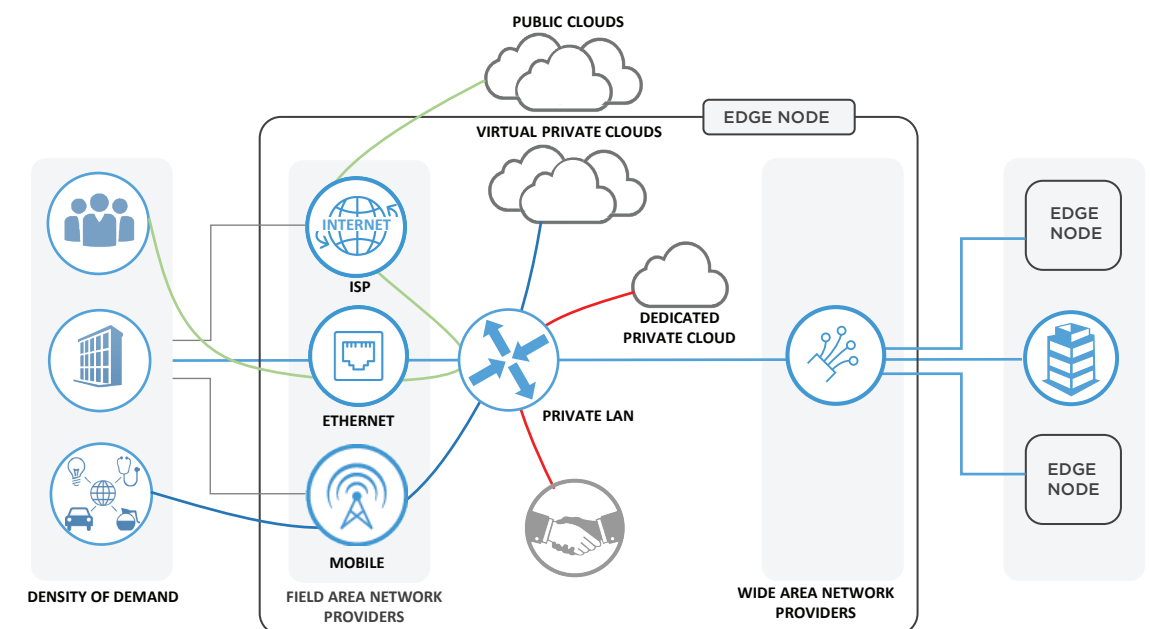 PUBLIC CLOUDS
EDGE NODE
VIRTUAL PRIVATE CLOUDS
INTERNET
ISP
EDGE
NODE
DEDICATED
PRIVATE CLOUD
ETHERNET
PRIVATE LAN
EDGE
NODE
MOBILE
DENSITY OF DEMAND
FIELD AREA NETWORK
PROVIDERS
WIDE AREA NETWORK
PROVIDERS